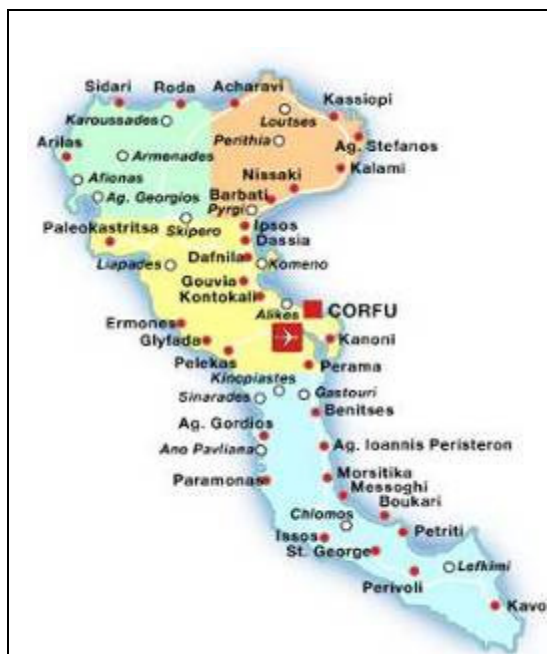 Sidari
Roda
Acharavi
Kassiopi
Karoussades
Loutses
Perithia
Ag. Stefanos
Arilas
Armenades
Kalami
Nissaki
Afionas
Barbati
Ag. Georgios
Pyrgi
Skipero
Ipsos
Paleokastritsa
Dassia
Dafnila
Liapades
Komeno
Gouvia
Kontokali
Alikes
CORFU
Ermones
Glyfada
Kanoni
Pelekas
Perama
Kinopiastes
Sinarades
Gastouri
Benitses
Ag. Gordios
Ano Pavliana
Ag. Ioannis Peristeron
Paramonas
Morsitika
Messoghi
Boukari
Chlomos
Issos
Petriti
St. George
Lefkimi
Perivoli
Kavo